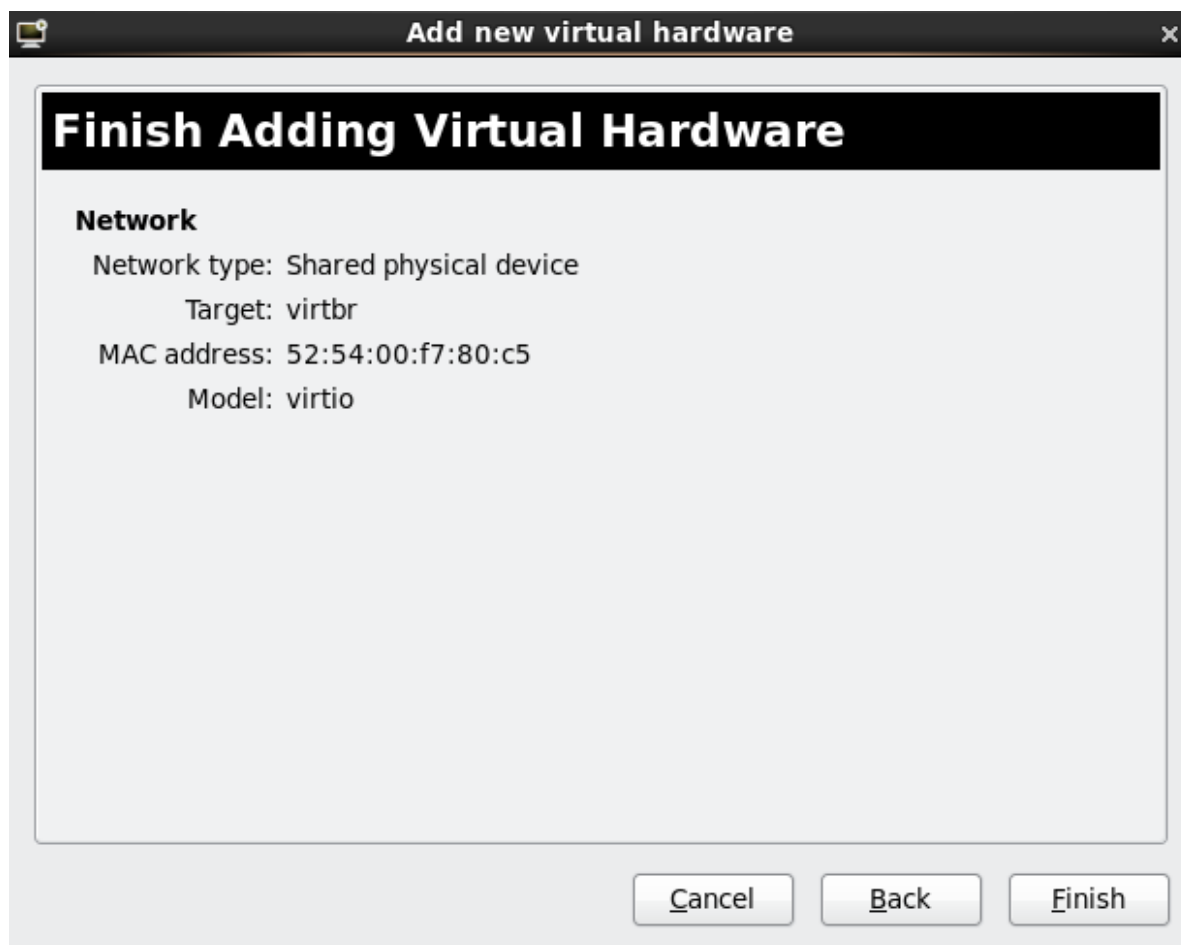 Add new virtual hardware
Finish Adding Virtual Hardware
Network
Network type: Shared physical device
Target: virtbr
MAC address: 52:54:00:f7:80:c5
Model: virtio
Cancel Back Finish